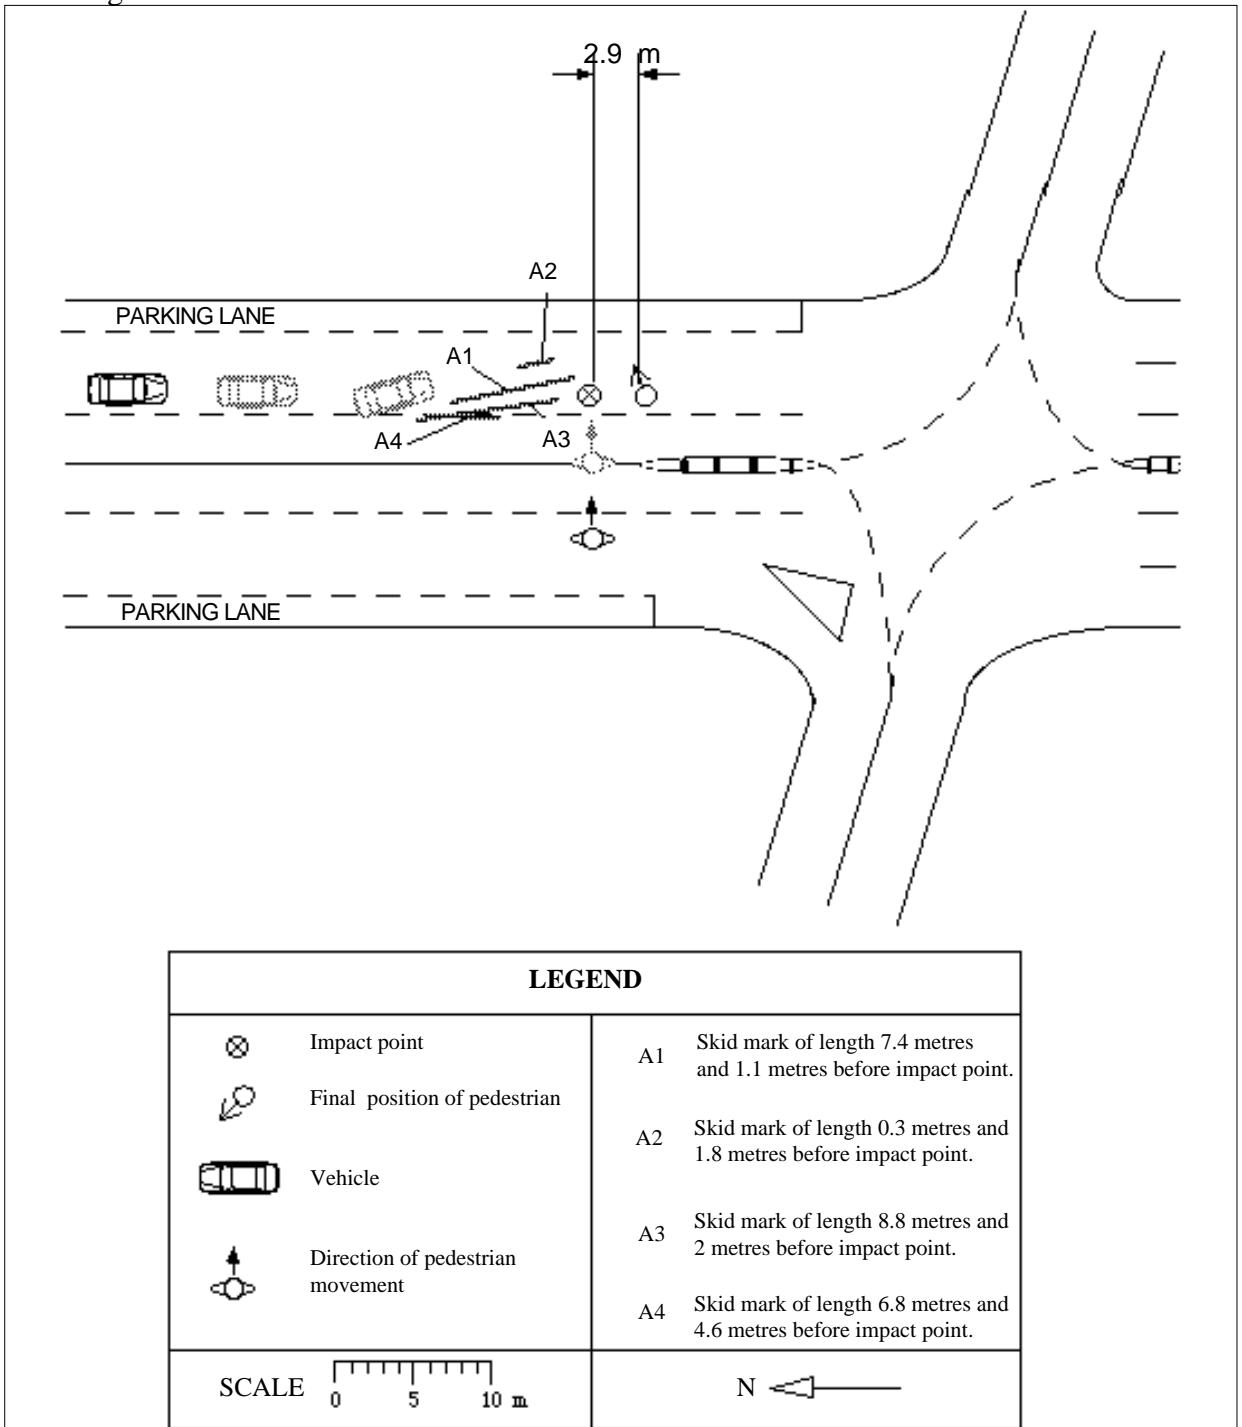 2.9 m
A2
PARKING LANE
A1
A4
A3
PARKING LANE
LEGEND
Impact point
Final position of pedestrian
Vehicle
Direction of pedestrian
movement
A1 Skid mark of length 7.4 metres
and 1.1 metres before impact point.
A2 Skid mark of length 0.3 metres and
1.8 metres before impact point.
A3 Skid mark of length 8.8 metres and
2 metres before impact point.
A4 Skid mark of length 6.8 metres and
4.6 metres before impact point.
SCALE 0 5 10 m
N